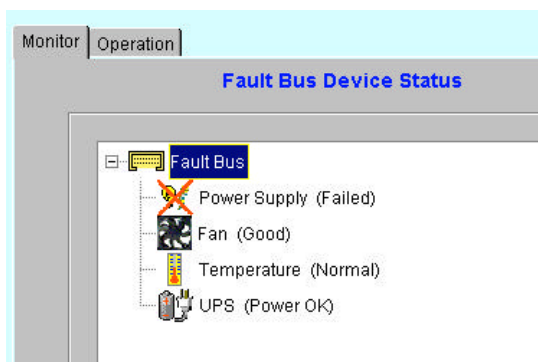 Monitor Operation
Fault Bus Device Status
Fault Bus
Power Supply (Failed)
Fan (Good)
Temperature (Normal)
UPS (Power OK)